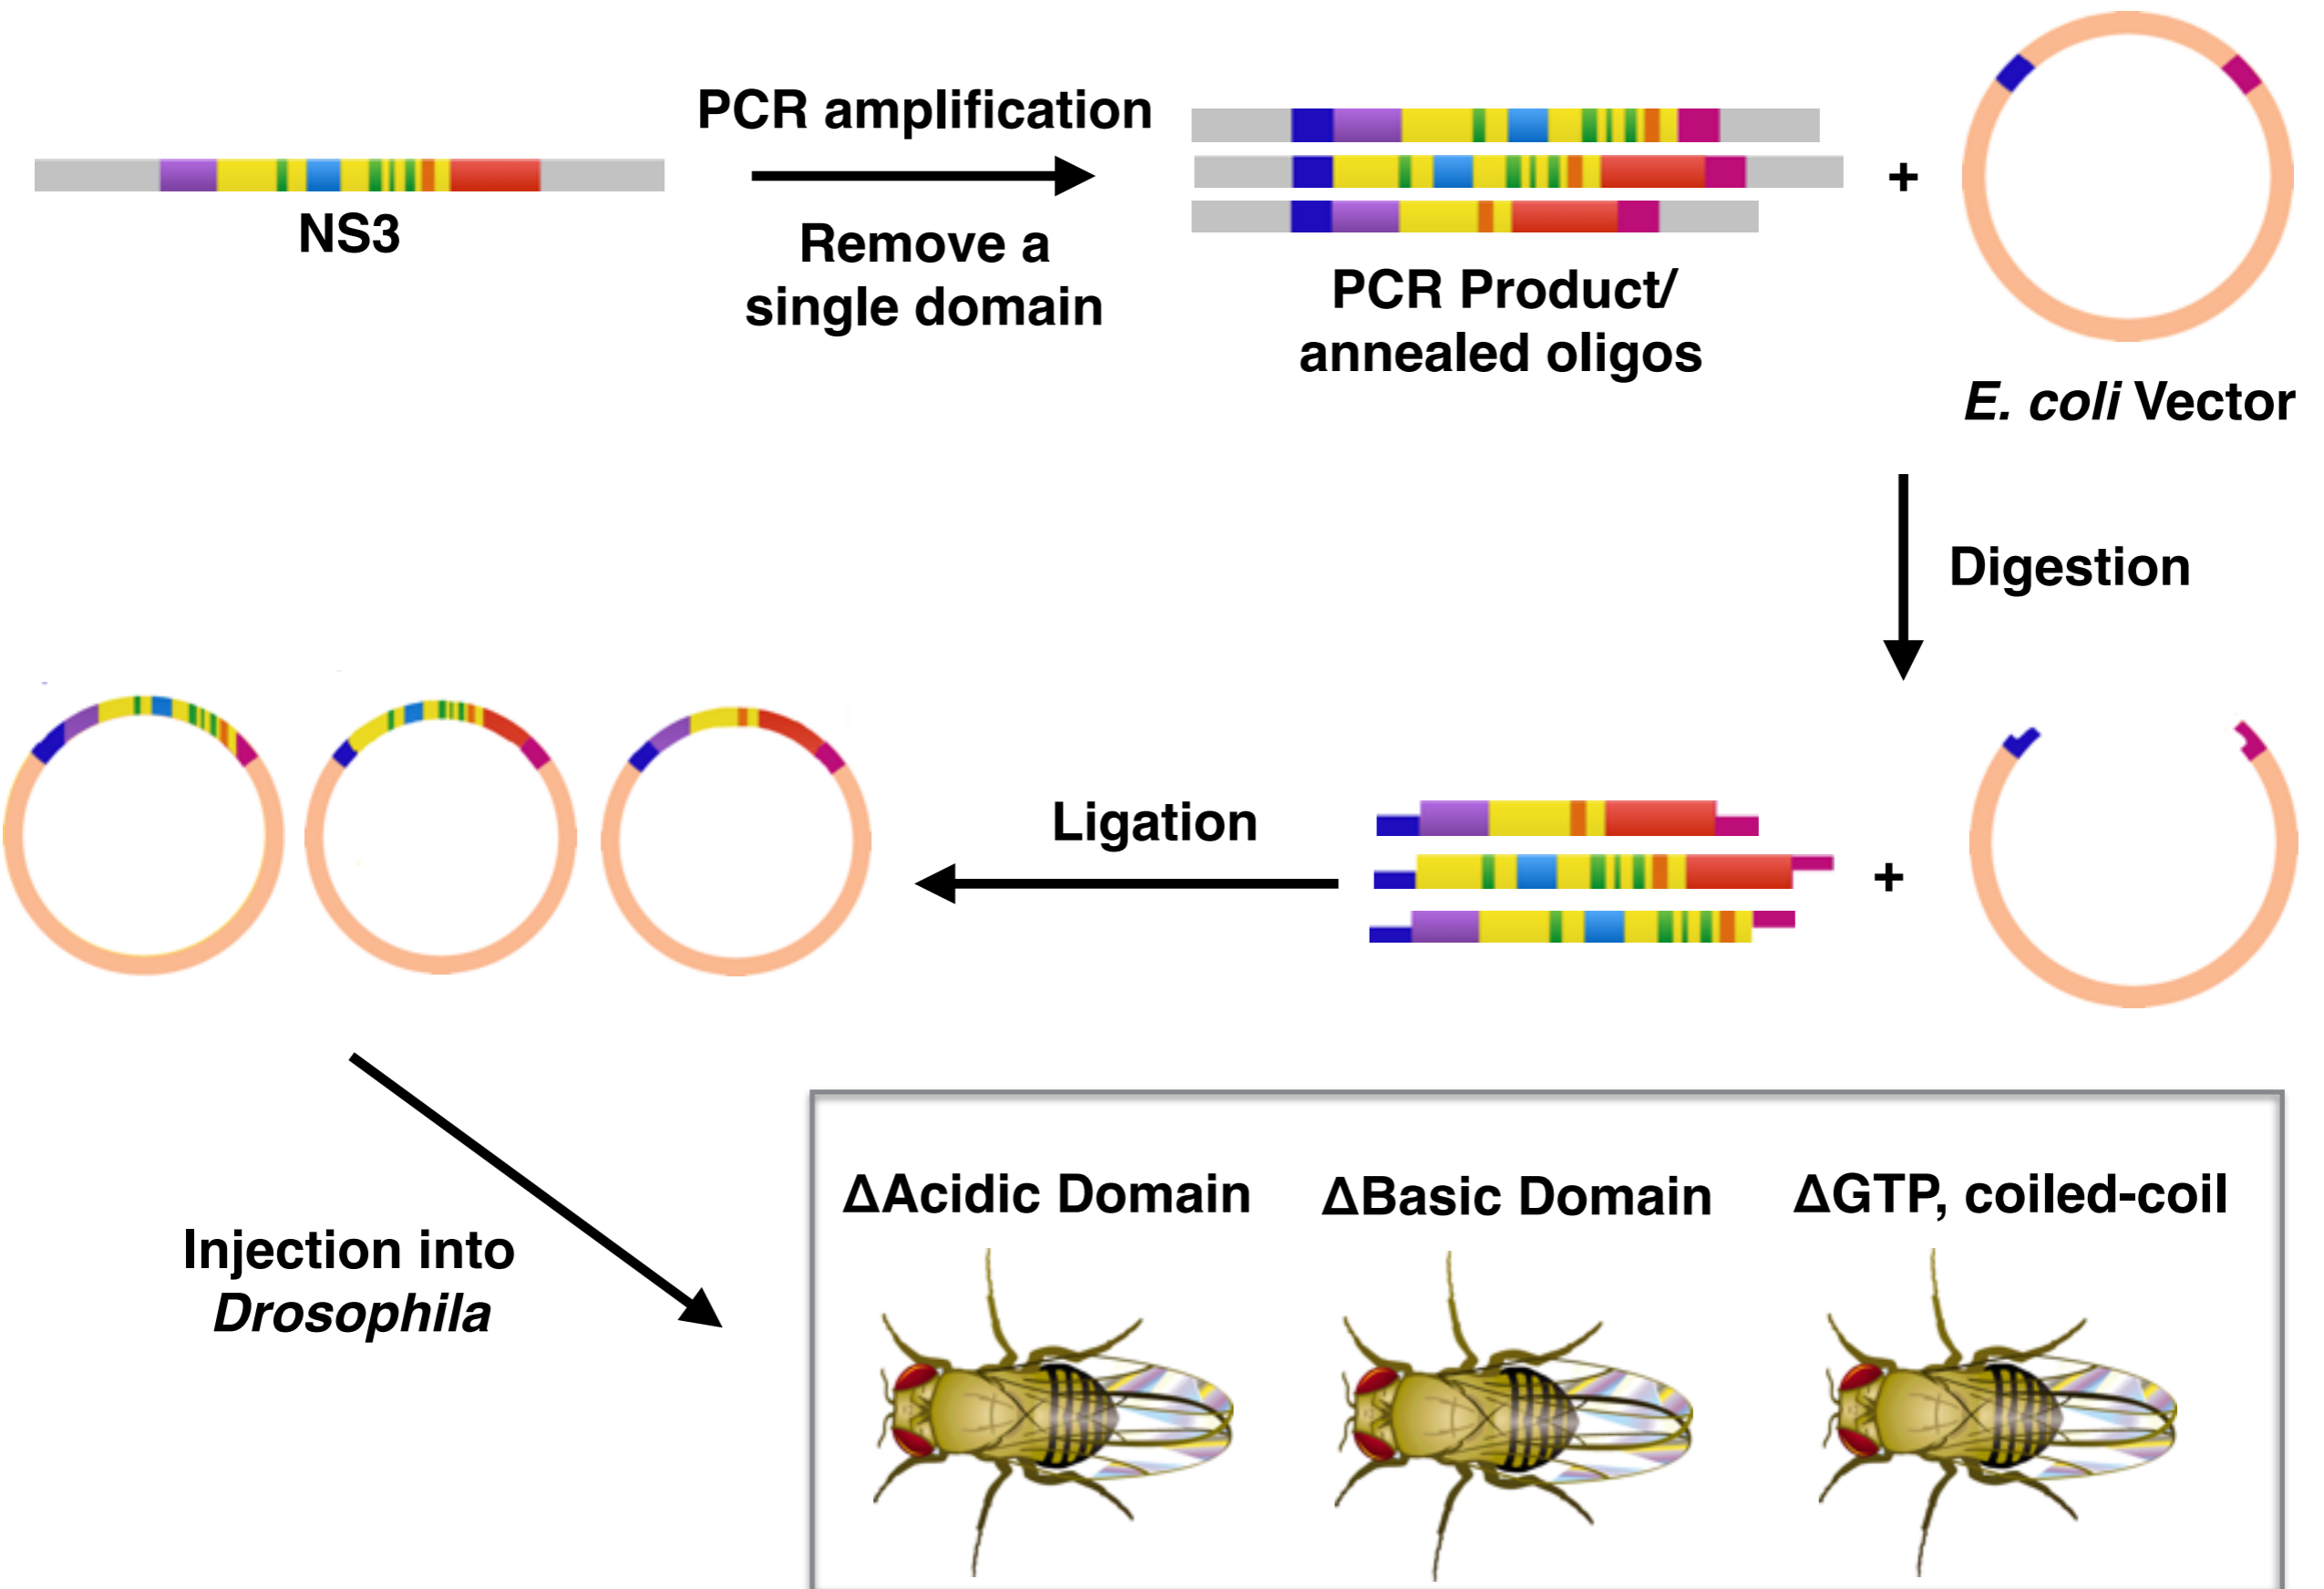 PCR amplification
Remove a
single domain
NS3
+
PCR Product/
annealed oligos
E. coli Vector
Digestion
Ligation
+
Injection into
Drosophila
ΔAcidic Domain
ΔBasic Domain
ΔGTP, coiled-coil